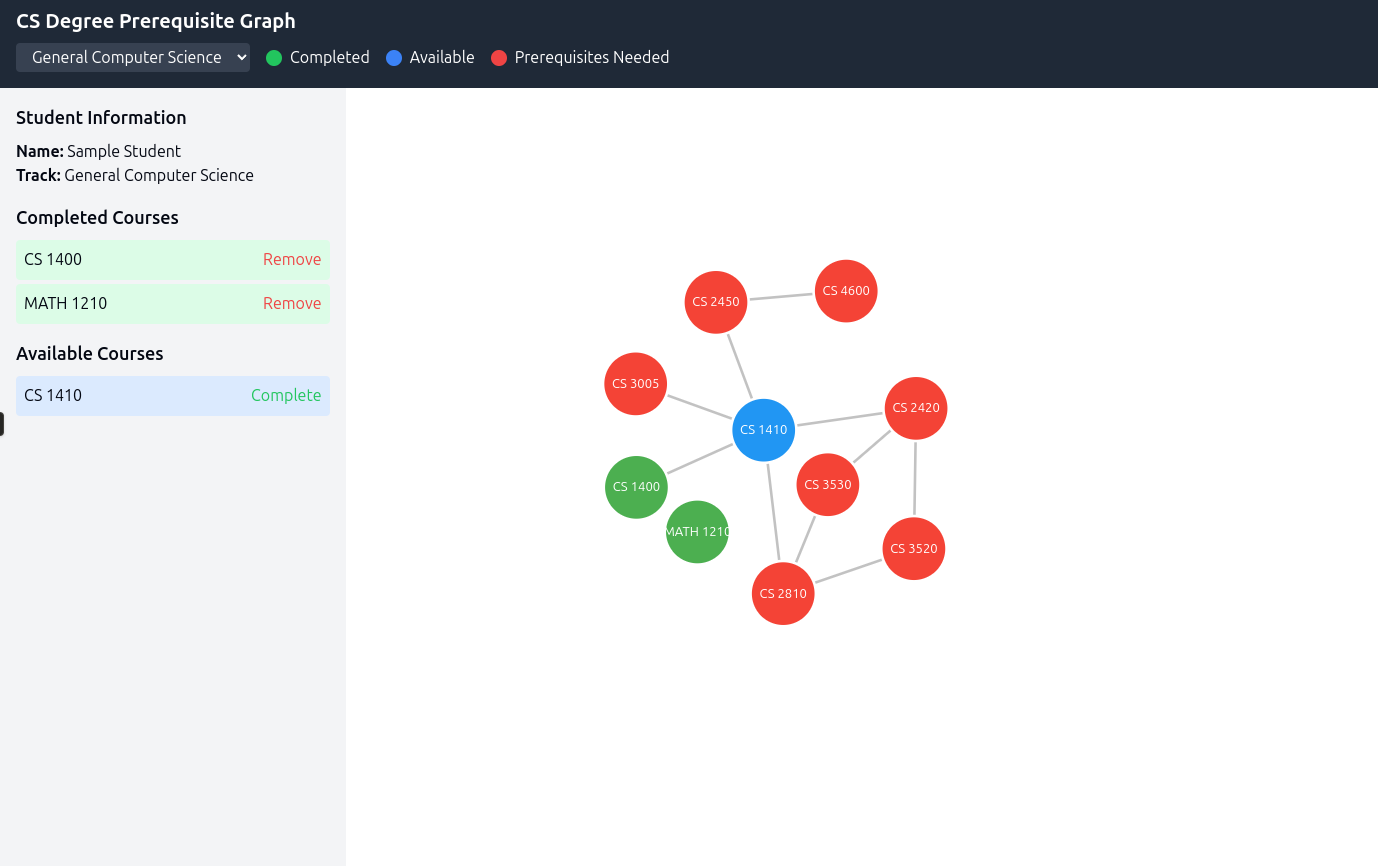 CS Degree Prerequisite Graph
General Computer Science
Completed
Available
Prerequisites Needed
Student Information
Name: Sample Student
Track: General Computer Science
Completed Courses
CS 1400 Remove
MATH 1210 Remove
Available Courses
CS 1410 Complete
CS 4600
CS 2450
CS 3005
CS 2420
CS 1410
CS 1400
CS 3530
MATH 1210
CS 3520
CS 2810